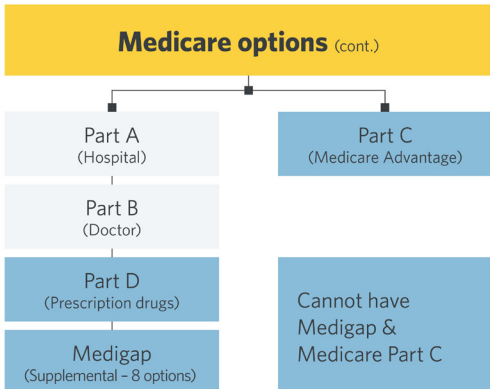 Medicare options (cont.)
Part A
(Hospital)
Part B
(Doctor)
Part D
(Prescription drugs)
Medigap
(Supplemental – 8 options)
Part C
(Medicare Advantage)
Cannot have
Medigap &
Medicare Part C